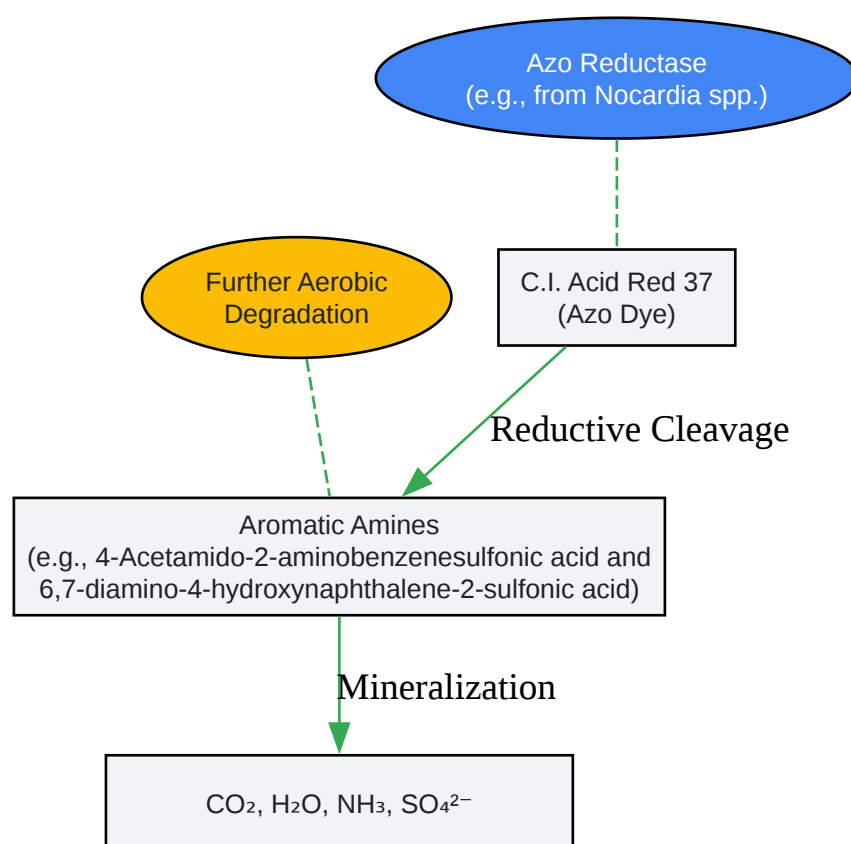 Azo Reductase
(e.g., from Nocardia spp.)
Further Aerobic
Degradation
C.I. Acid Red 37
(Azo Dye)
Reductive Cleavage
Aromatic Amines
(e.g., 4-Acetamido-2-aminobenzenesulfonic acid and
6,7-diamino-4-hydroxynaphthalene-2-sulfonic acid)
Mineralization
CO₂, H₂O, NH₃, SO₄²⁻